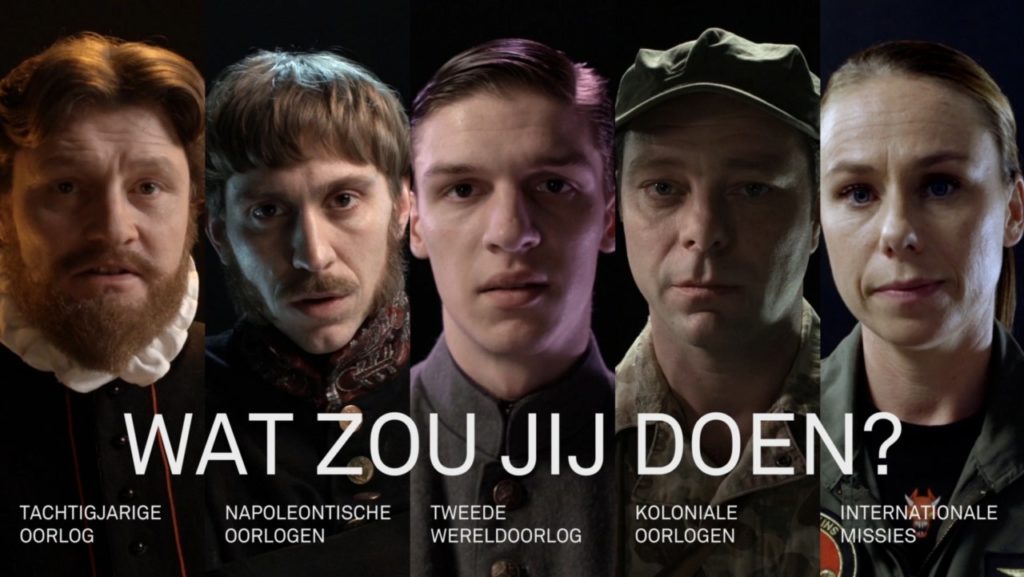 WAT ZOU JIJ DOEN?
TACHTIGJARIGE
OORLOG
NAPOLEONTISCHE
OORLOGEN
TWEEDE
WERELDOORLOG
KOLONIALE
OORLOGEN
INTERNATIONALE
MISSIES